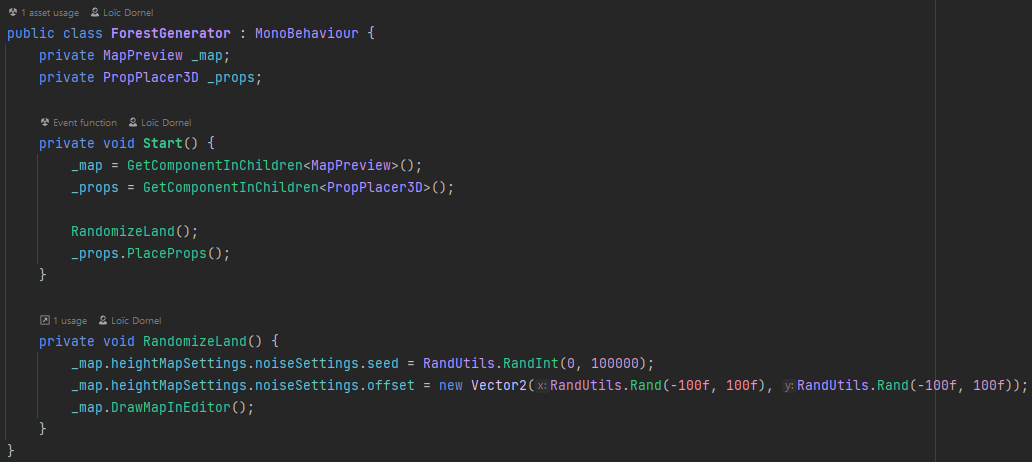 1 asset usage Loïc Dornel
public class ForestGenerator : MonoBehaviour {
    private MapPreview _map;
    private PropPlacer3D _props;

    Event function Loïc Dornel
    private void Start() {
        _map = GetComponentInChildren<MapPreview>();
        _props = GetComponentInChildren<PropPlacer3D>();

        RandomizeLand();
        _props.PlaceProps();
    }

    1 usage Loïc Dornel
    private void RandomizeLand() {
        _map.heightMapSettings.noiseSettings.seed = RandUtils.RandInt(0, 100000);
        _map.heightMapSettings.noiseSettings.offset = new Vector2(x:RandUtils.Rand(-100f, 100f), y:RandUtils.Rand(-100f, 100f));
        _map.DrawMapInEditor();
    }
}